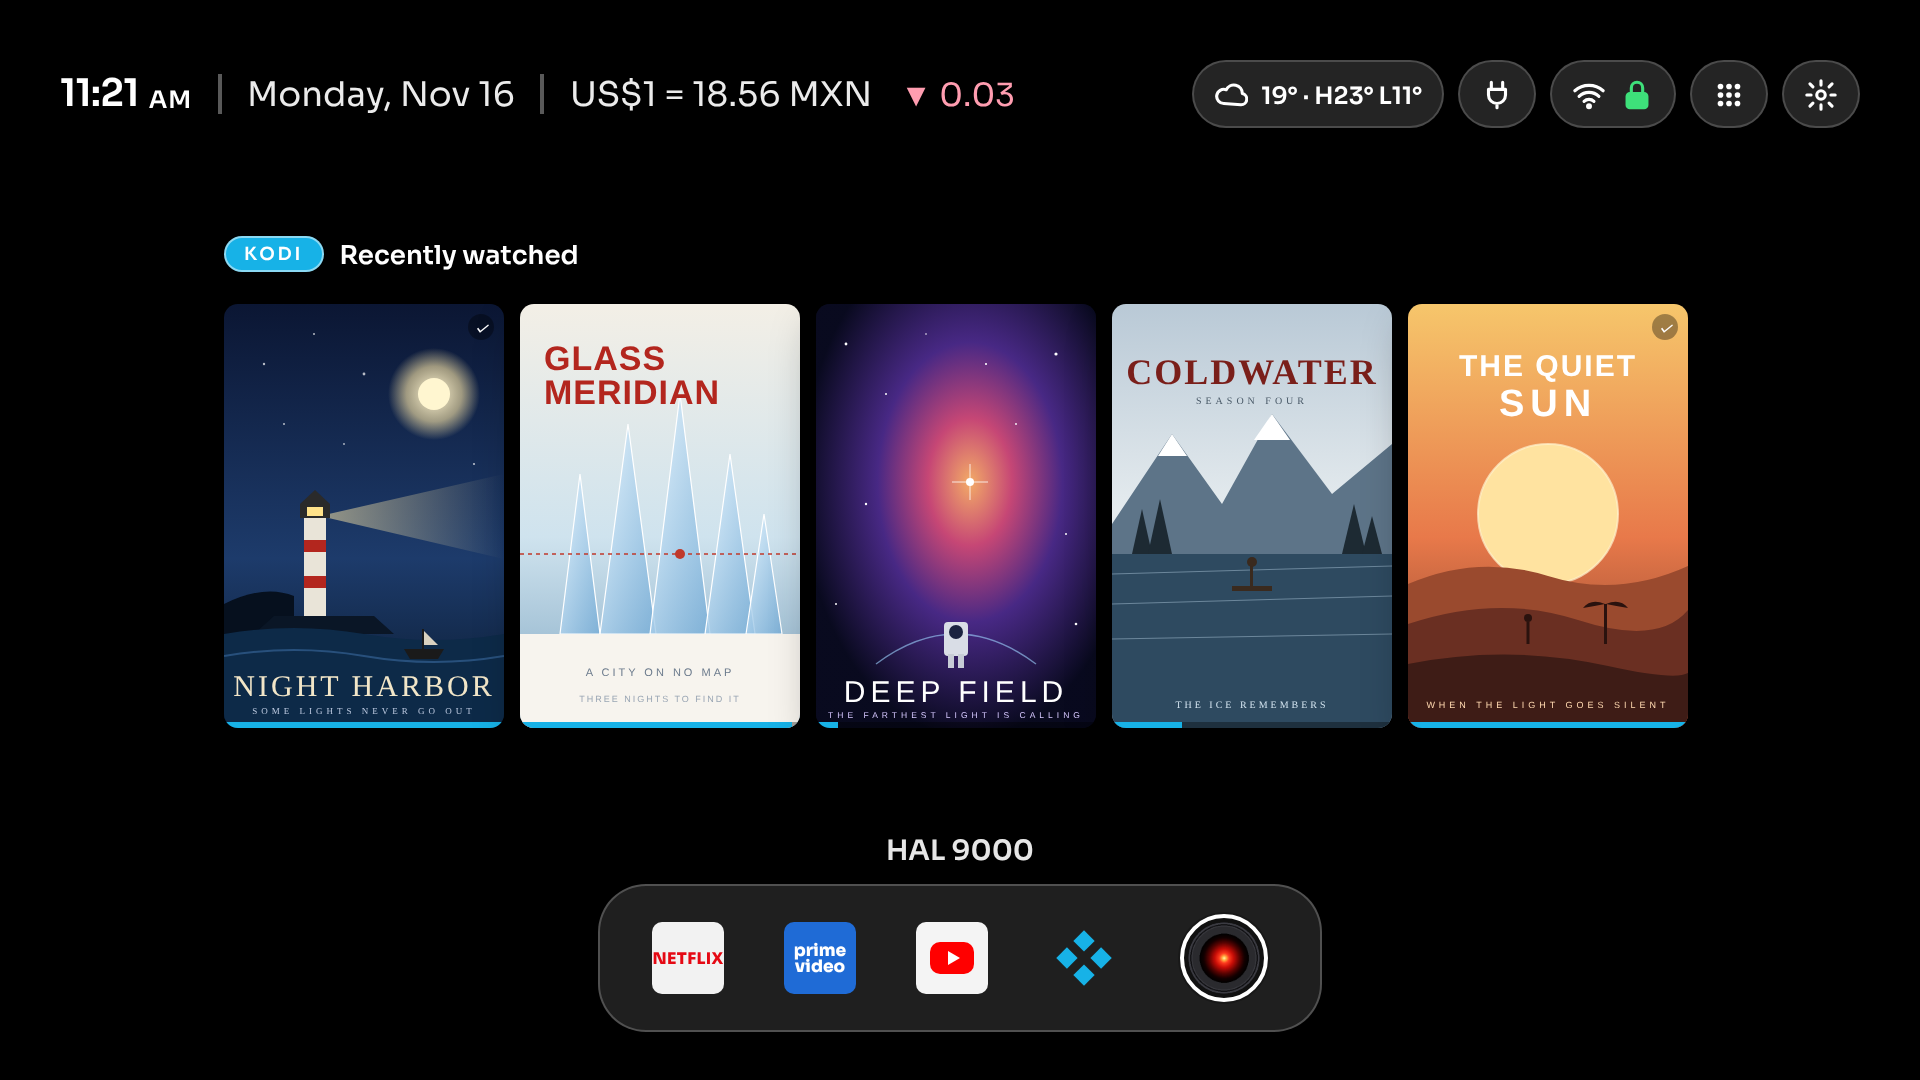 11:21 AM | Monday, Nov 16 | US$1 = 18.56 MXN ▼ 0.03
19° · H23° L11°
KODI Recently watched
NIGHT HARBOR
SOME LIGHTS NEVER GO OUT
GLASS
MERIDIAN
A CITY ON NO MAP
THREE NIGHTS TO FIND IT
DEEP FIELD
THE FARTHEST LIGHT IS CALLING
COLDWATER
SEASON FOUR
THE ICE REMEMBERS
THE QUIET
SUN
WHEN THE LIGHT GOES SILENT
HAL 9000
NETFLIX
prime
video